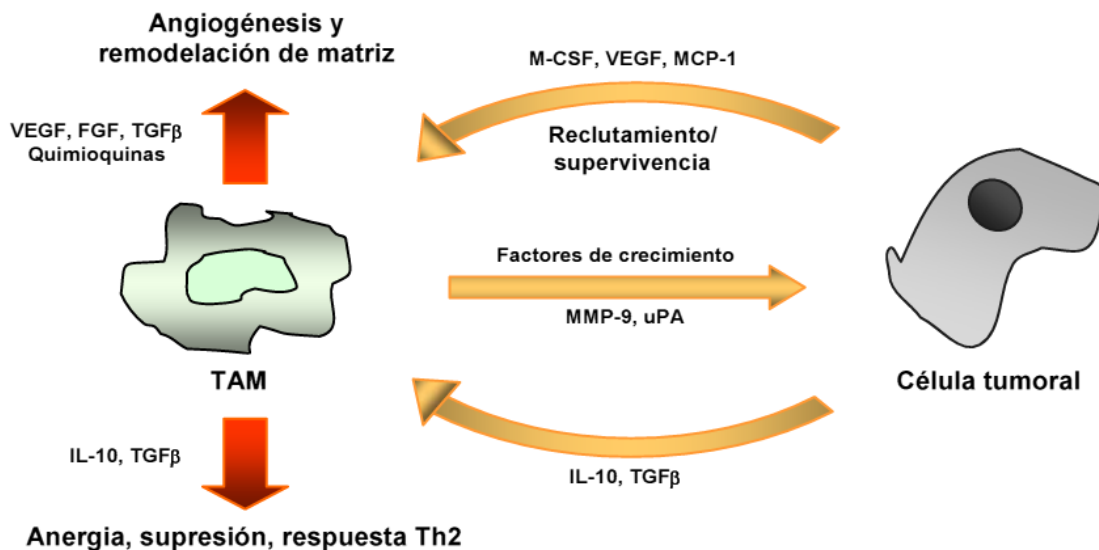 Angiogénesis y
remodelación de matriz
M-CSF, VEGF, MCP-1
VEGF, FGF, TGFβ
Quimioquinas
Reclutamiento/
supervivencia
Factores de crecimiento
MMP-9, uPA
TAM
Célula tumoral
IL-10, TGFβ
IL-10, TGFβ
Anergia, supresión, respuesta Th2